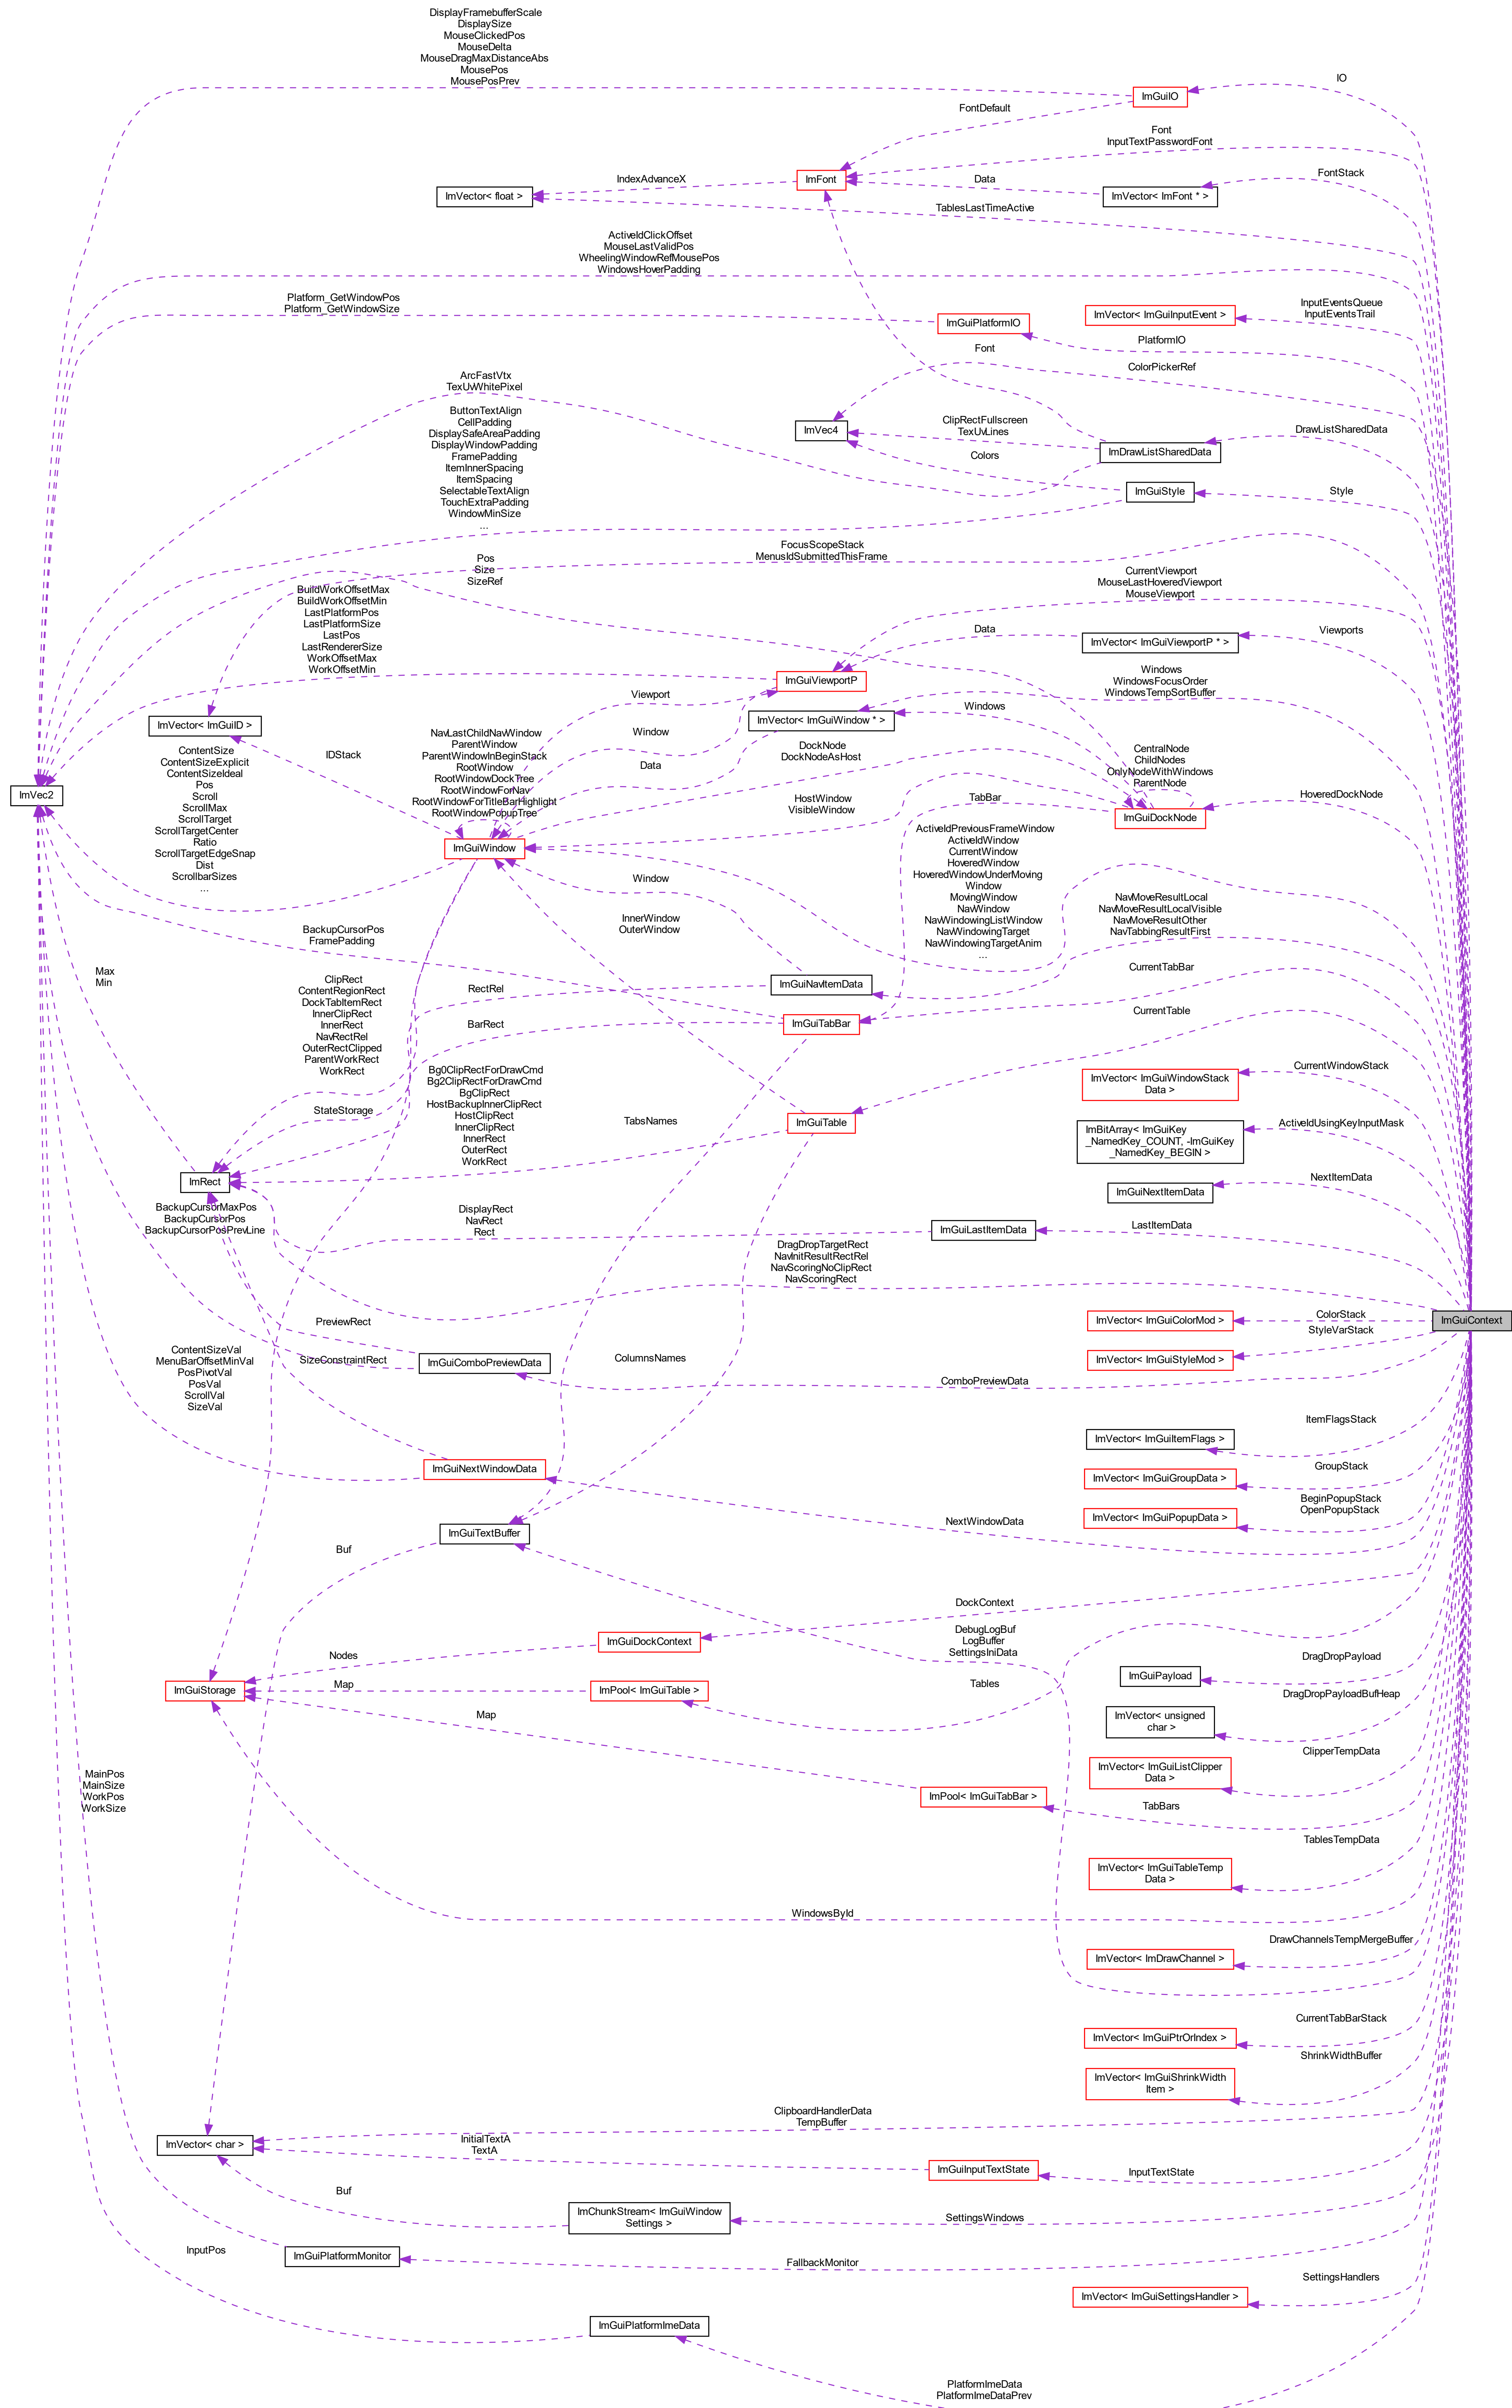 DisplayFramebufferScale
DisplaySize
MouseClickedPos
MouseDelta
MouseDragMaxDistanceAbs
MousePos
MousePosPrev
IO
ImGuiIO
FontDefault
Font
InputTextPasswordFont
ImFont
IndexAdvanceX
Data
FontStack
ImVector< float >
ImVector< ImFont * >
TablesLastTimeActive
ActiveIdClickOffset
MouseLastValidPos
WheelingWindowRefMousePos
WindowsHoverPadding
Platform_GetWindowPos
Platform_GetWindowSize
ImGuiPlatformIO
ImVector< ImGuiInputEvent >
InputEventsQueue
InputEventsTrail
PlatformIO
Font
ColorPickerRef
ArcFastVtx
TexUvWhitePixel
ImVec4
ClipRectFullscreen
TexUvLines
DrawListSharedData
ImDrawListSharedData
Colors
ButtonTextAlign
CellPadding
DisplaySafeAreaPadding
DisplayWindowPadding
FramePadding
ItemInnerSpacing
ItemSpacing
SelectableTextAlign
TouchExtraPadding
WindowMinSize
...
ImGuiStyle
Style
FocusScopeStack
MenusIdSubmittedThisFrame
Pos
Size
SizeRef
CurrentViewport
MouseLastHoveredViewport
MouseViewport
BuildWorkOffsetMax
BuildWorkOffsetMin
LastPlatformPos
LastPlatformSize
LastPos
LastRendererSize
WorkOffsetMax
WorkOffsetMin
Data
ImVector< ImGuiViewportP * >
Viewports
ImGuiViewportP
Viewport
Windows
WindowsFocusOrder
WindowsTempSortBuffer
ImVector< ImGuiID >
ImVector< ImGuiWindow * >
Windows
Window
IDStack
NavLastChildNavWindow
ParentWindow
ParentWindowInBeginStack
RootWindow
RootWindowDockTree
RootWindowForNav
RootWindowForTitleBarHighlight
RootWindowPopupTree
Data
DockNode
DockNodeAsHost
CentralNode
ChildNodes
OnlyNodeWithWindows
ParentNode
ContentSize
ContentSizeExplicit
ContentSizeIdeal
Pos
Scroll
ScrollMax
ScrollTarget
ScrollTargetCenter
Ratio
ScrollTargetEdgeSnap
Dist
ScrollbarSizes
...
ImVec2
HostWindow
VisibleWindow
TabBar
HoveredDockNode
ImGuiDockNode
ImGuiWindow
ActiveIdPreviousFrameWindow
ActiveIdWindow
CurrentWindow
HoveredWindow
HoveredWindowUnderMoving
Window
MovingWindow
NavWindow
NavWindowingListWindow
NavWindowingTarget
NavWindowingTargetAnim
...
Window
NavMoveResultLocal
NavMoveResultLocalVisible
NavMoveResultOther
NavTabbingResultFirst
InnerWindow
OuterWindow
BackupCursorPos
FramePadding
Max
Min
ClipRect
ContentRegionRect
DockTabItemRect
InnerClipRect
InnerRect
NavRectRel
OuterRectClipped
ParentWorkRect
WorkRect
RectRel
ImGuiNavItemData
CurrentTabBar
BarRect
ImGuiTabBar
CurrentTable
Bg0ClipRectForDrawCmd
Bg2ClipRectForDrawCmd
BgClipRect
HostBackupInnerClipRect
HostClipRect
InnerClipRect
InnerRect
OuterRect
WorkRect
StateStorage
TabsNames
ImGuiTable
CurrentWindowStack
ImVector< ImGuiWindowStack
Data >
ActiveIdUsingKeyInputMask
ImBitArray< ImGuiKey
_NamedKey_COUNT, -ImGuiKey
_NamedKey_BEGIN >
ImRect
ImGuiNextItemData
NextItemData
BackupCursorMaxPos
BackupCursorPos
BackupCursorPosPrevLine
DisplayRect
NavRect
Rect
ImGuiLastItemData
LastItemData
DragDropTargetRect
NavInitResultRectRel
NavScoringNoClipRect
NavScoringRect
ImVector< ImGuiColorMod >
ColorStack
ImGuiContext
StyleVarStack
PreviewRect
ImVector< ImGuiStyleMod >
ContentSizeVal
MenuBarOffsetMinVal
PosPivotVal
PosVal
ScrollVal
SizeVal
SizeConstraintRect
ImGuiComboPreviewData
ColumnsNames
ComboPreviewData
ItemFlagsStack
ImVector< ImGuiItemFlags >
ImGuiNextWindowData
GroupStack
ImVector< ImGuiGroupData >
BeginPopupStack
OpenPopupStack
ImVector< ImGuiPopupData >
NextWindowData
ImGuiTextBuffer
Buf
DockContext
DebugLogBuf
LogBuffer
SettingsIniData
ImGuiDockContext
Nodes
Tables
ImGuiPayload
DragDropPayload
ImGuiStorage
Map
ImPool< ImGuiTable >
DragDropPayloadBufHeap
ImVector< unsigned
char >
Map
ClipperTempData
ImVector< ImGuiListClipper
Data >
MainPos
MainSize
WorkPos
WorkSize
ImPool< ImGuiTabBar >
TabBars
TablesTempData
ImVector< ImGuiTableTemp
Data >
WindowsById
DrawChannelsTempMergeBuffer
ImVector< ImDrawChannel >
CurrentTabBarStack
ImVector< ImGuiPtrOrIndex >
ShrinkWidthBuffer
ImVector< ImGuiShrinkWidth
Item >
ClipboardHandlerData
TempBuffer
ImVector< char >
InitialTextA
TextA
ImGuiInputTextState
InputTextState
Buf
ImChunkStream< ImGuiWindow
Settings >
SettingsWindows
InputPos
ImGuiPlatformMonitor
FallbackMonitor
SettingsHandlers
ImVector< ImGuiSettingsHandler >
ImGuiPlatformImeData
PlatformImeData
PlatformImeDataPrev